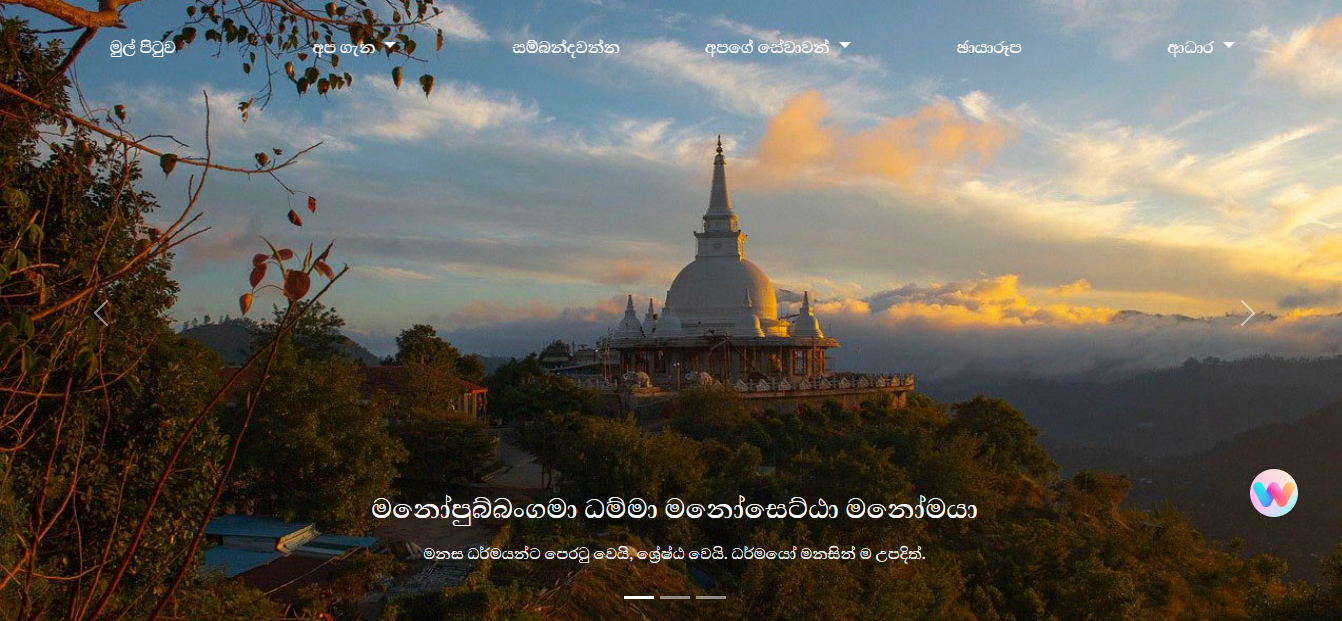 මුල් පිටුව අප ගැන සම්බන්දවන්න අපගේ සේවාවන් ඡායාරූප ආධාර
මනෝපුබ්බංගමා ධම්මා මනෝසෙට්ඨා මනෝමයා
මනස ධර්මයන්ට පෙරටු වෙයි, ශ්‍රේෂ්ඨ වෙයි. ධර්මයෝ මනසින් ම උපදිත්.